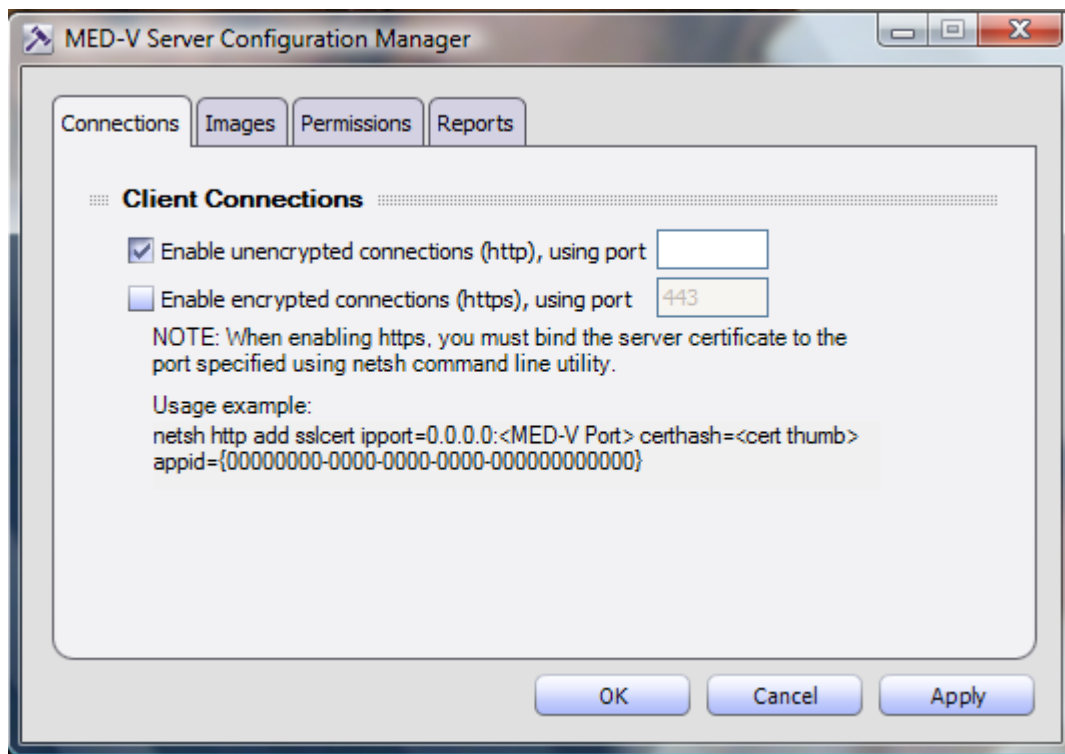 MED-V Server Configuration Manager
Connections
Images
Permissions
Reports
Client Connections
Enable unencrypted connections (http), using port
Enable encrypted connections (https), using port 443
NOTE: When enabling https, you must bind the server certificate to the
port specified using netsh command line utility.
Usage example:
netsh http add sslcert ipport=0.0.0.0:<MED-V Port> certhash=<cert thumb>
appid={00000000-0000-0000-0000-000000000000}
OK
Cancel
Apply